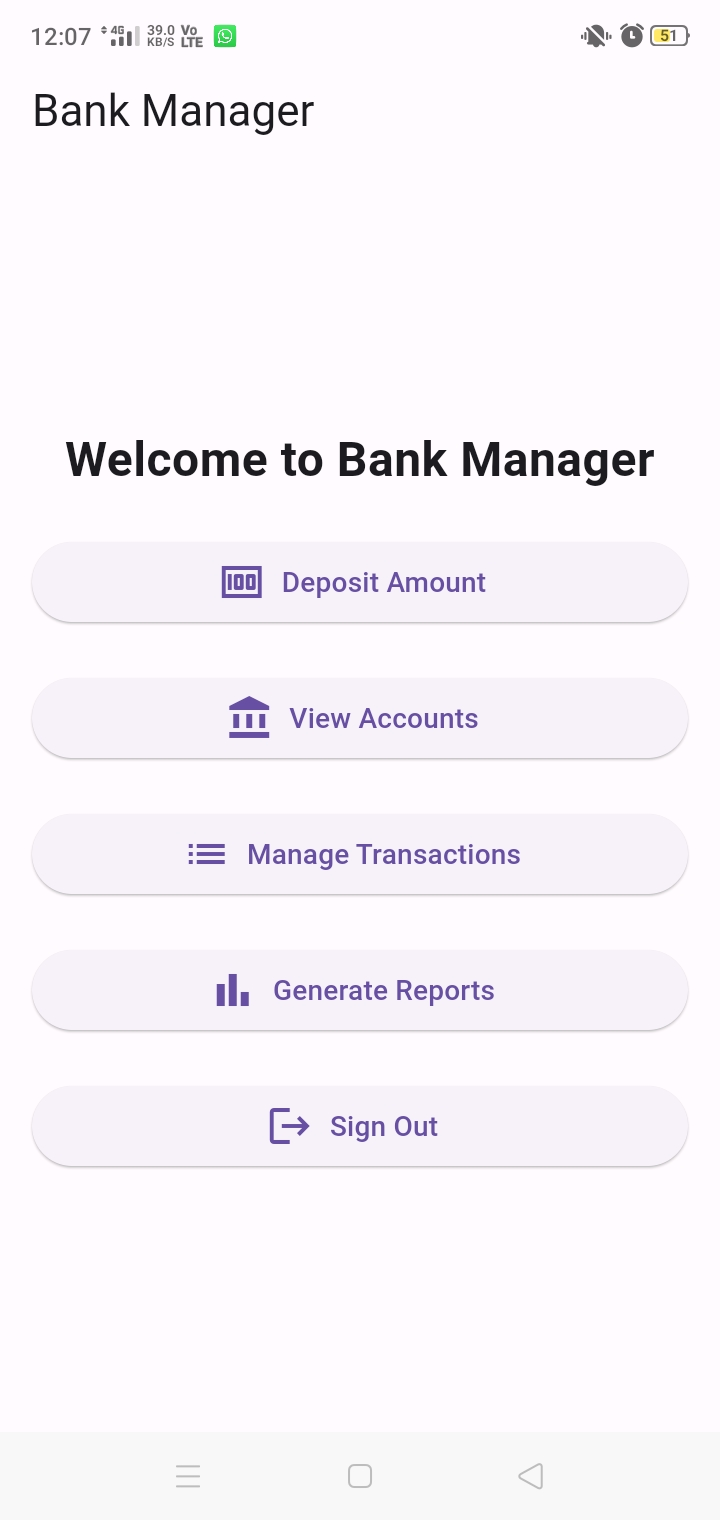 12:07 4G 39.0 KB/S Vo LTE 51
Bank Manager
Welcome to Bank Manager
100 Deposit Amount
View Accounts
Manage Transactions
Generate Reports
Sign Out